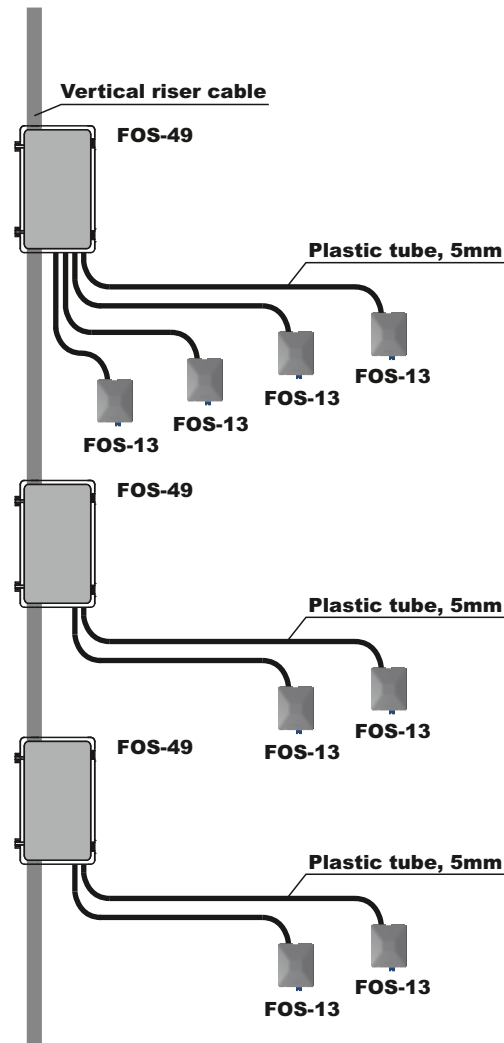 Vertical riser cable
FOS-49
Plastic tube, 5mm
FOS-13
FOS-13
FOS-13
FOS-13
FOS-49
Plastic tube, 5mm
FOS-13
FOS-13
FOS-49
Plastic tube, 5mm
FOS-13
FOS-13